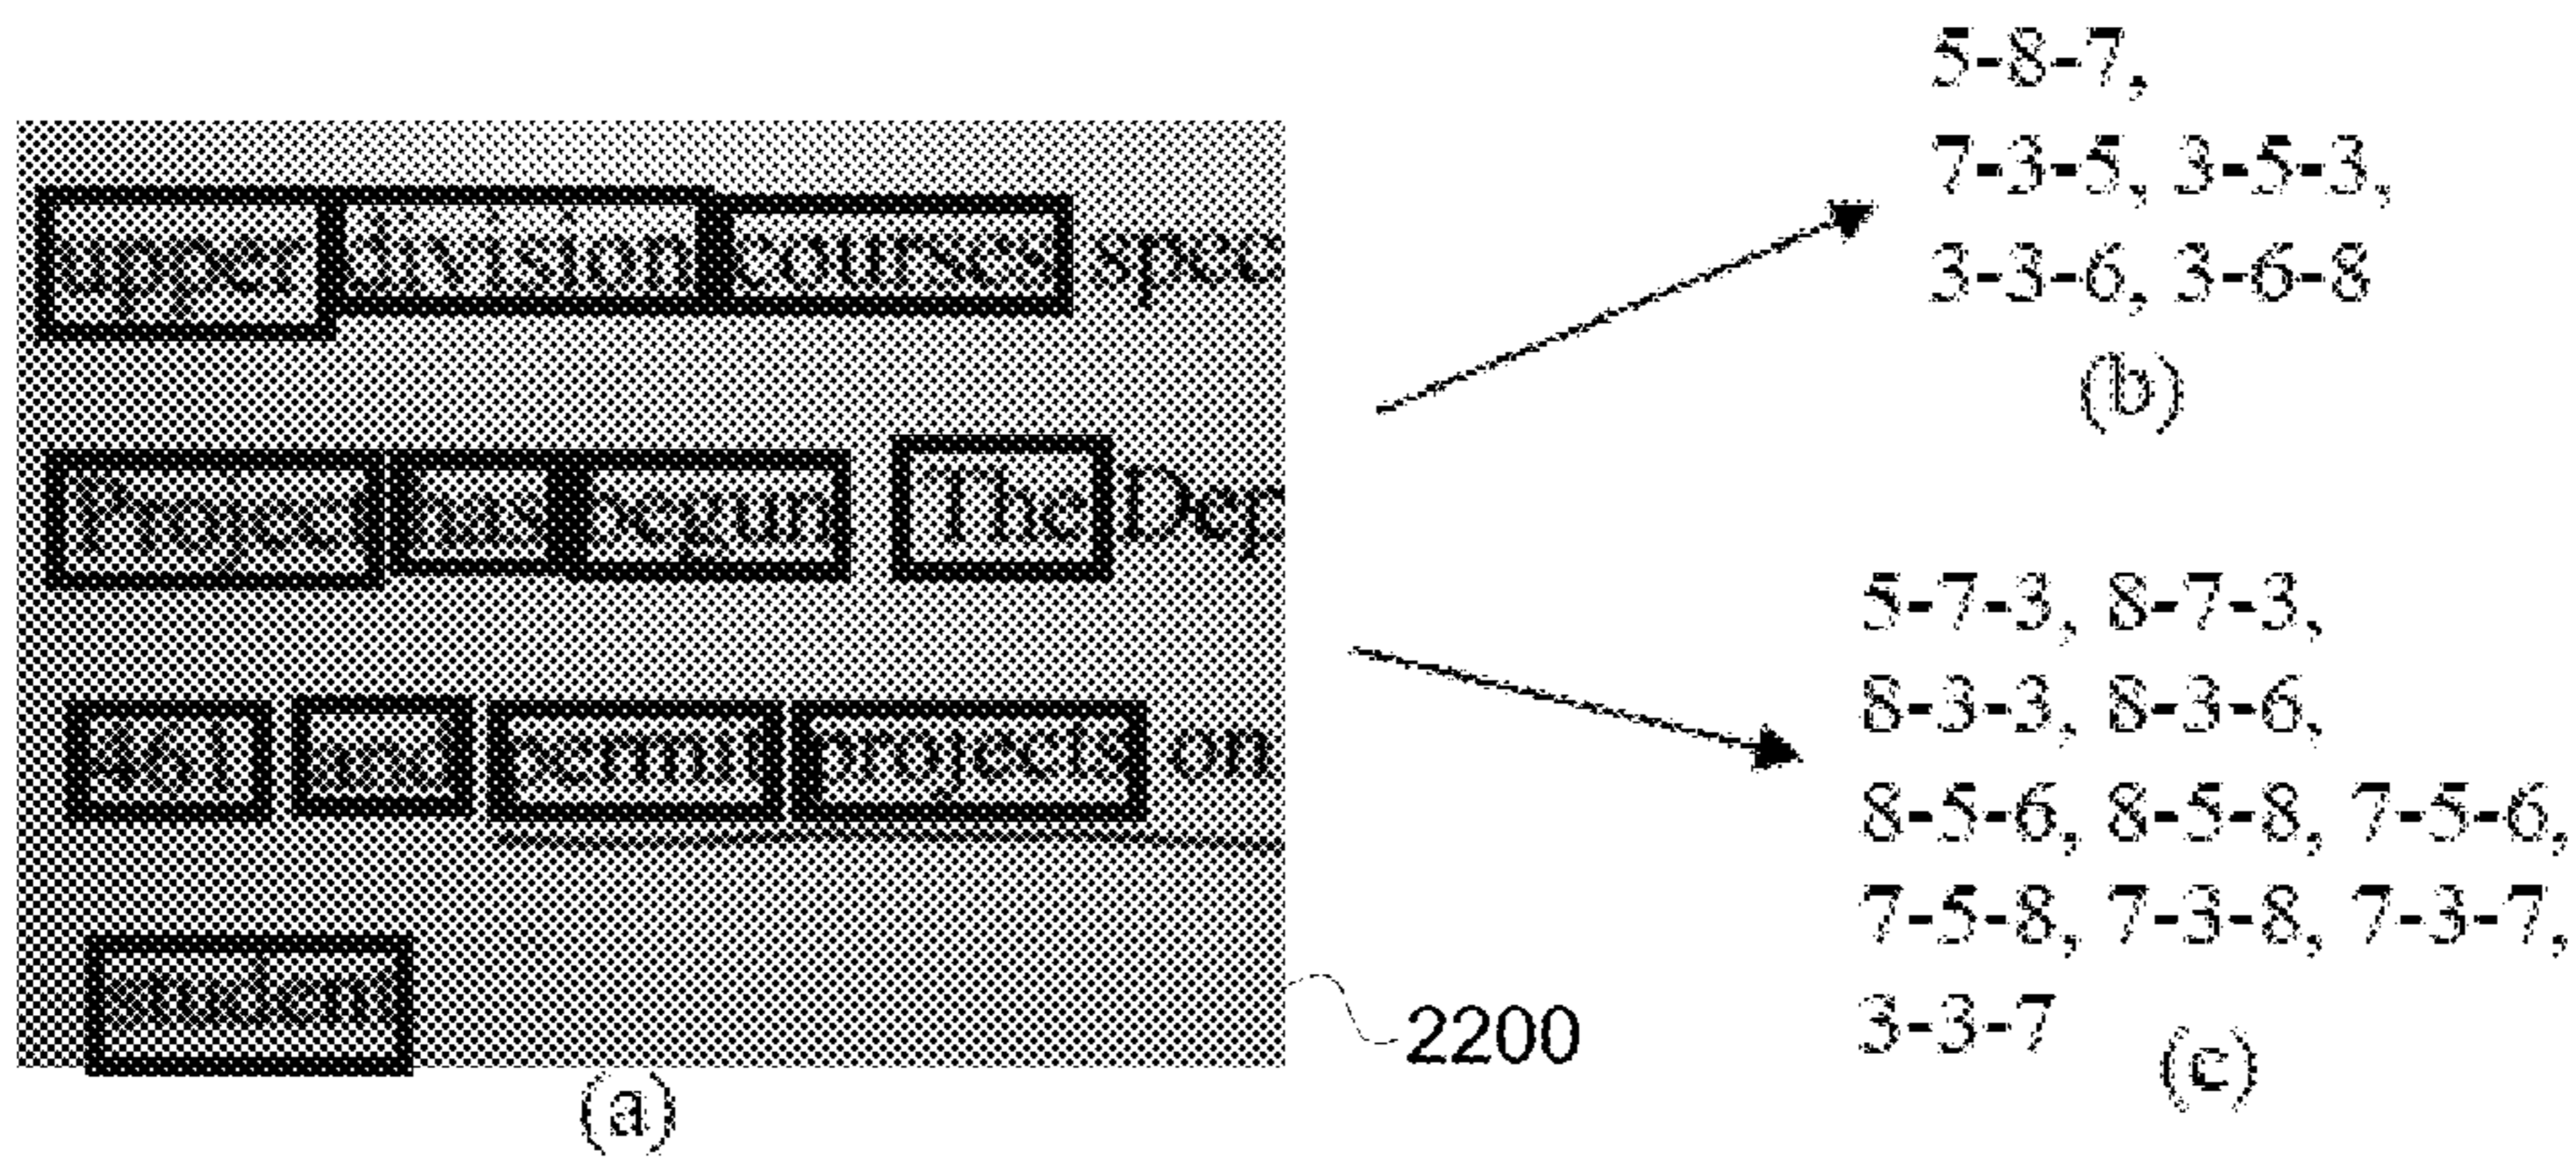 upper division courses spec
Project has begun The Dep
461 and permit projects on
student
(a)
2200
5-8-7,
7-3-5, 3-5-3,
3-3-6, 3-6-8
(b)
5-7-3, 8-7-3,
8-3-3, 8-3-6,
8-5-6, 8-5-8, 7-5-6,
7-5-8, 7-3-8, 7-3-7,
3-3-7
(c)